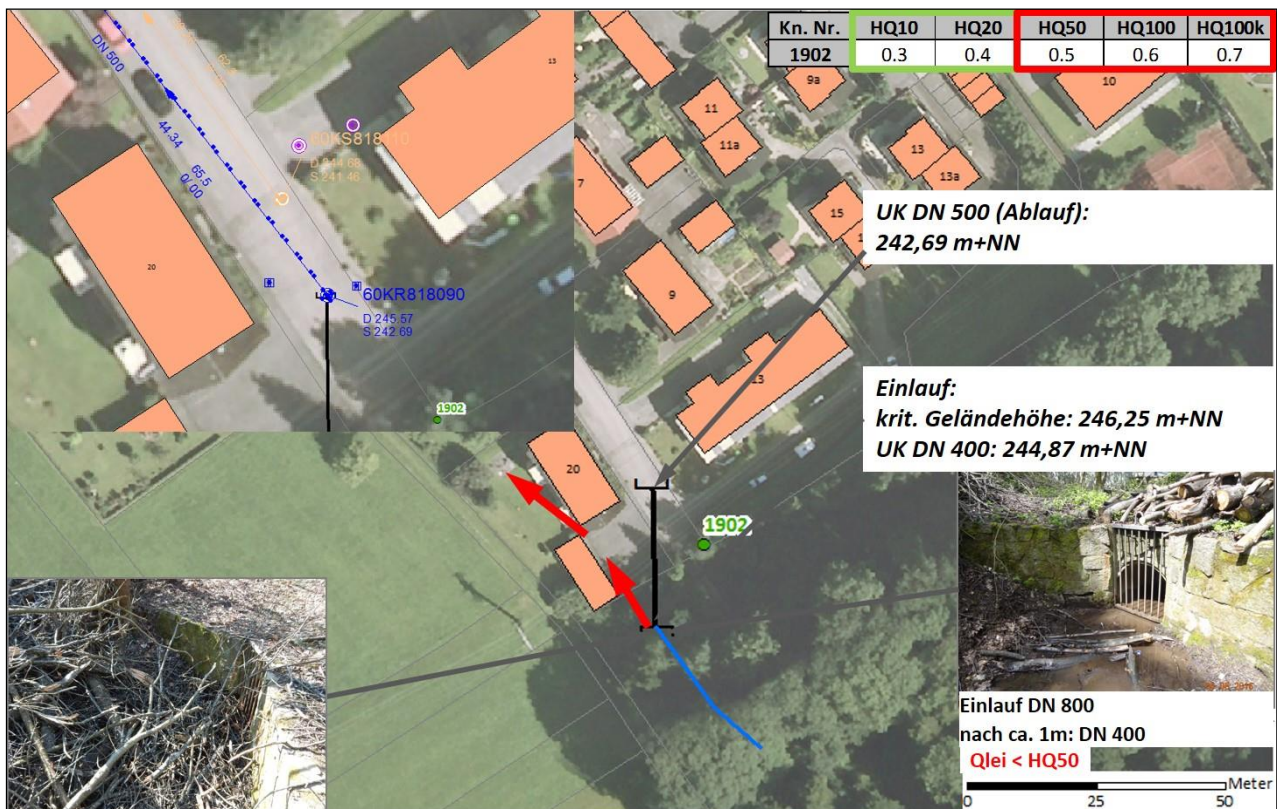 Kn. Nr. HQ10 HQ20 HQ50 HQ100 HQ100k
1902 0.3 0.4 0.5 0.6 0.7
DN 500
44.34
65.5
0/00
13
D 244.68
S 241.46
20
60KR818090
D 245.57
S 242.69
1902
11
11a
9a
10
13
13a
7
15
9
13
20
1902
UK DN 500 (Ablauf):
242,69 m+NN
Einlauf:
krit. Geländehöhe: 246,25 m+NN
UK DN 400: 244,87 m+NN
Einlauf DN 800
nach ca. 1m: DN 400
Qlei < HQ50
Meter
0 25 50